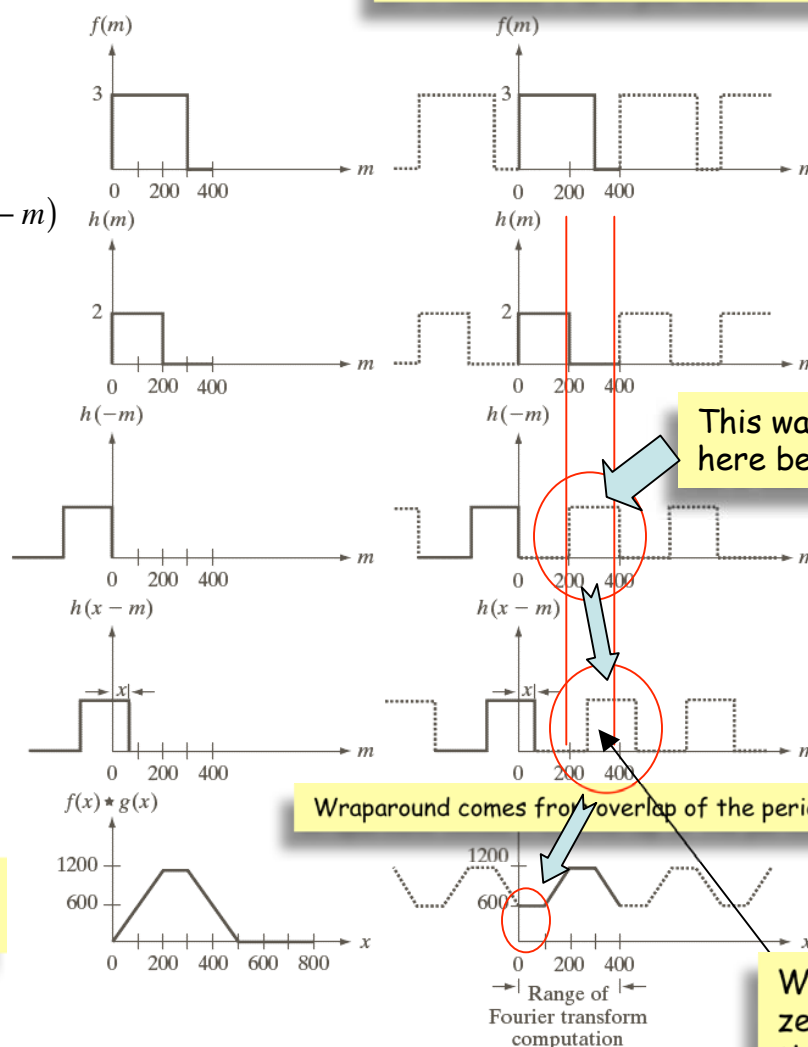 f(m)
f(m)
3
3
m
0 200 400
0 200 400
– m)
h(m)
h(m)
2
2
m
m
0 200 400
0 200 400
h(−m)
h(−m)
This wa
here be
m
m
0 200 400
0 200 400
h(x − m)
h(x − m)
x
x
m
m
0 200 400
0 200 400
f(x) ★ g(x)
Wraparound comes from overlap of the peri
1200
600
1200
600
x
x
0 200 400 600 800
0 200 400
Range of
Fourier transform
computation
W
ze